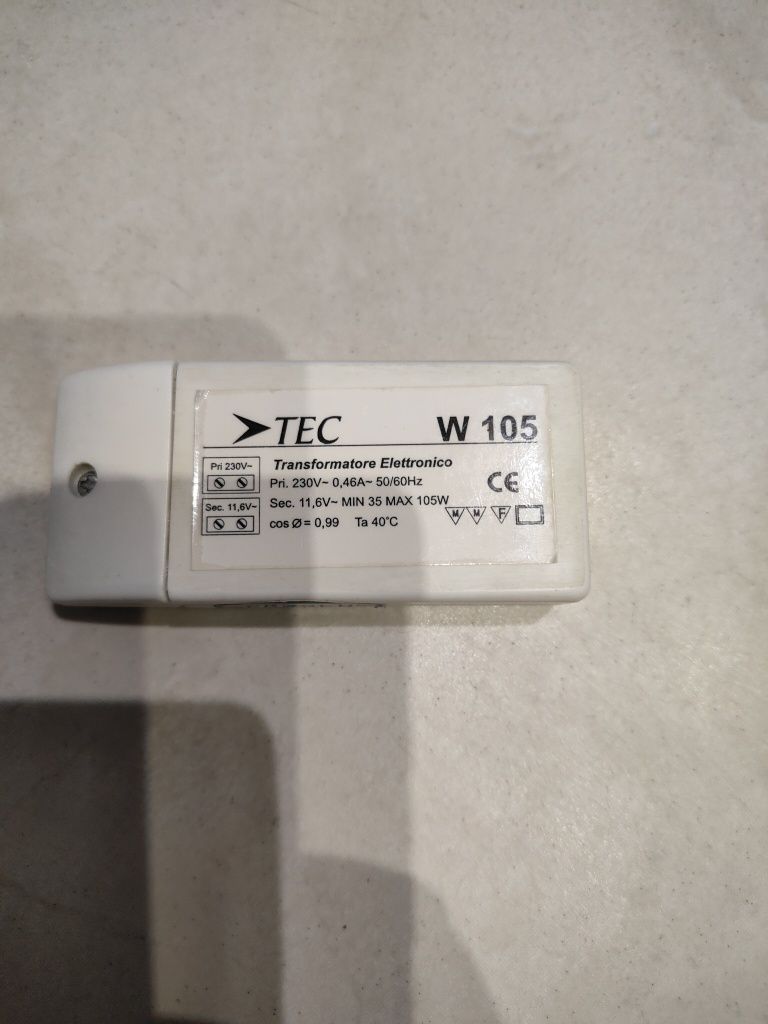 TEC W 105
Pri 230V~
Sec. 11,6V~
Transformatore Elettronico
Pri. 230V~ 0,46A~ 50/60Hz
Sec. 11,6V~ MIN 35 MAX 105W
cos Ø = 0,99 Ta 40°C
CE
M M F